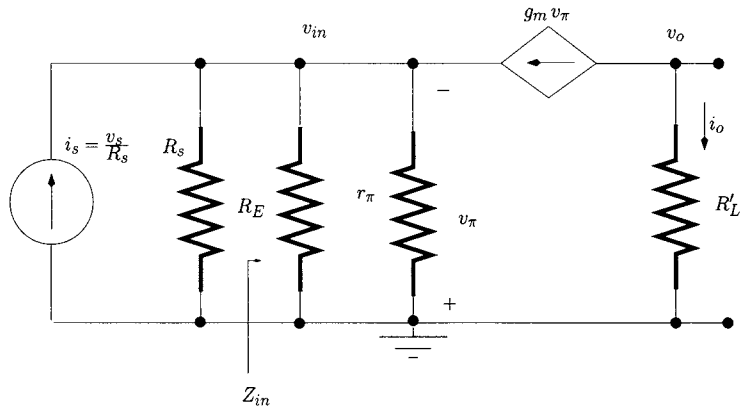 g_m v_π
v_in
v_o
−
i_s = v_s/R_s
R_s
R_E
r_π
v_π
i_o
R'_L
+
Z_in